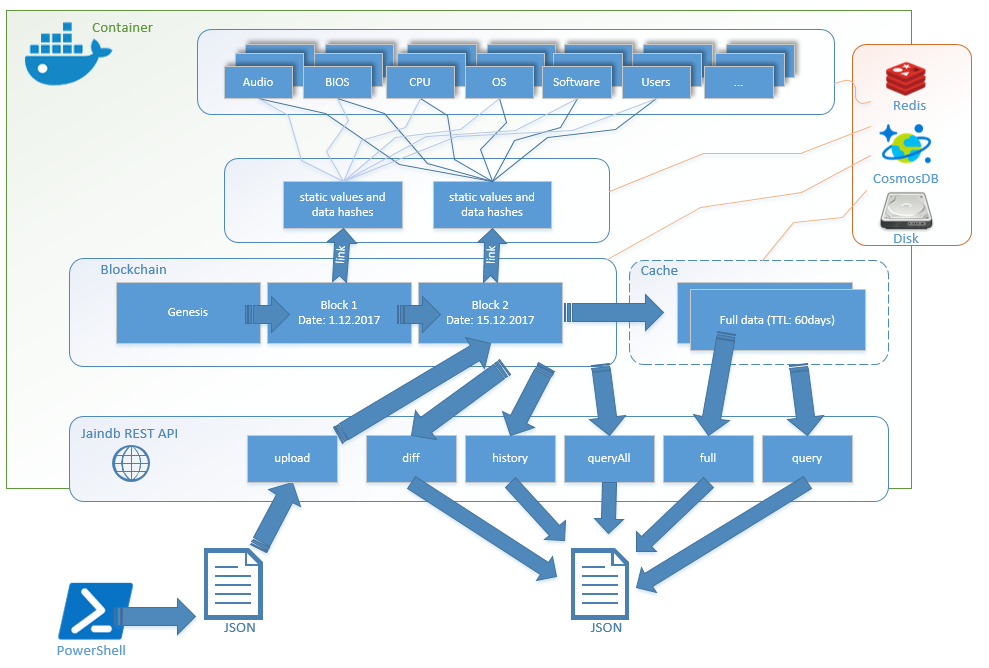 Container
Audio
BIOS
CPU
OS
Software
Users
...
Redis
CosmosDB
Disk
static values and
data hashes
static values and
data hashes
link
link
Blockchain
Genesis
Block 1
Date: 1.12.2017
Block 2
Date: 15.12.2017
Cache
Full data (TTL: 60days)
Jaindb REST API
upload
diff
history
queryAll
full
query
JSON
JSON
PowerShell